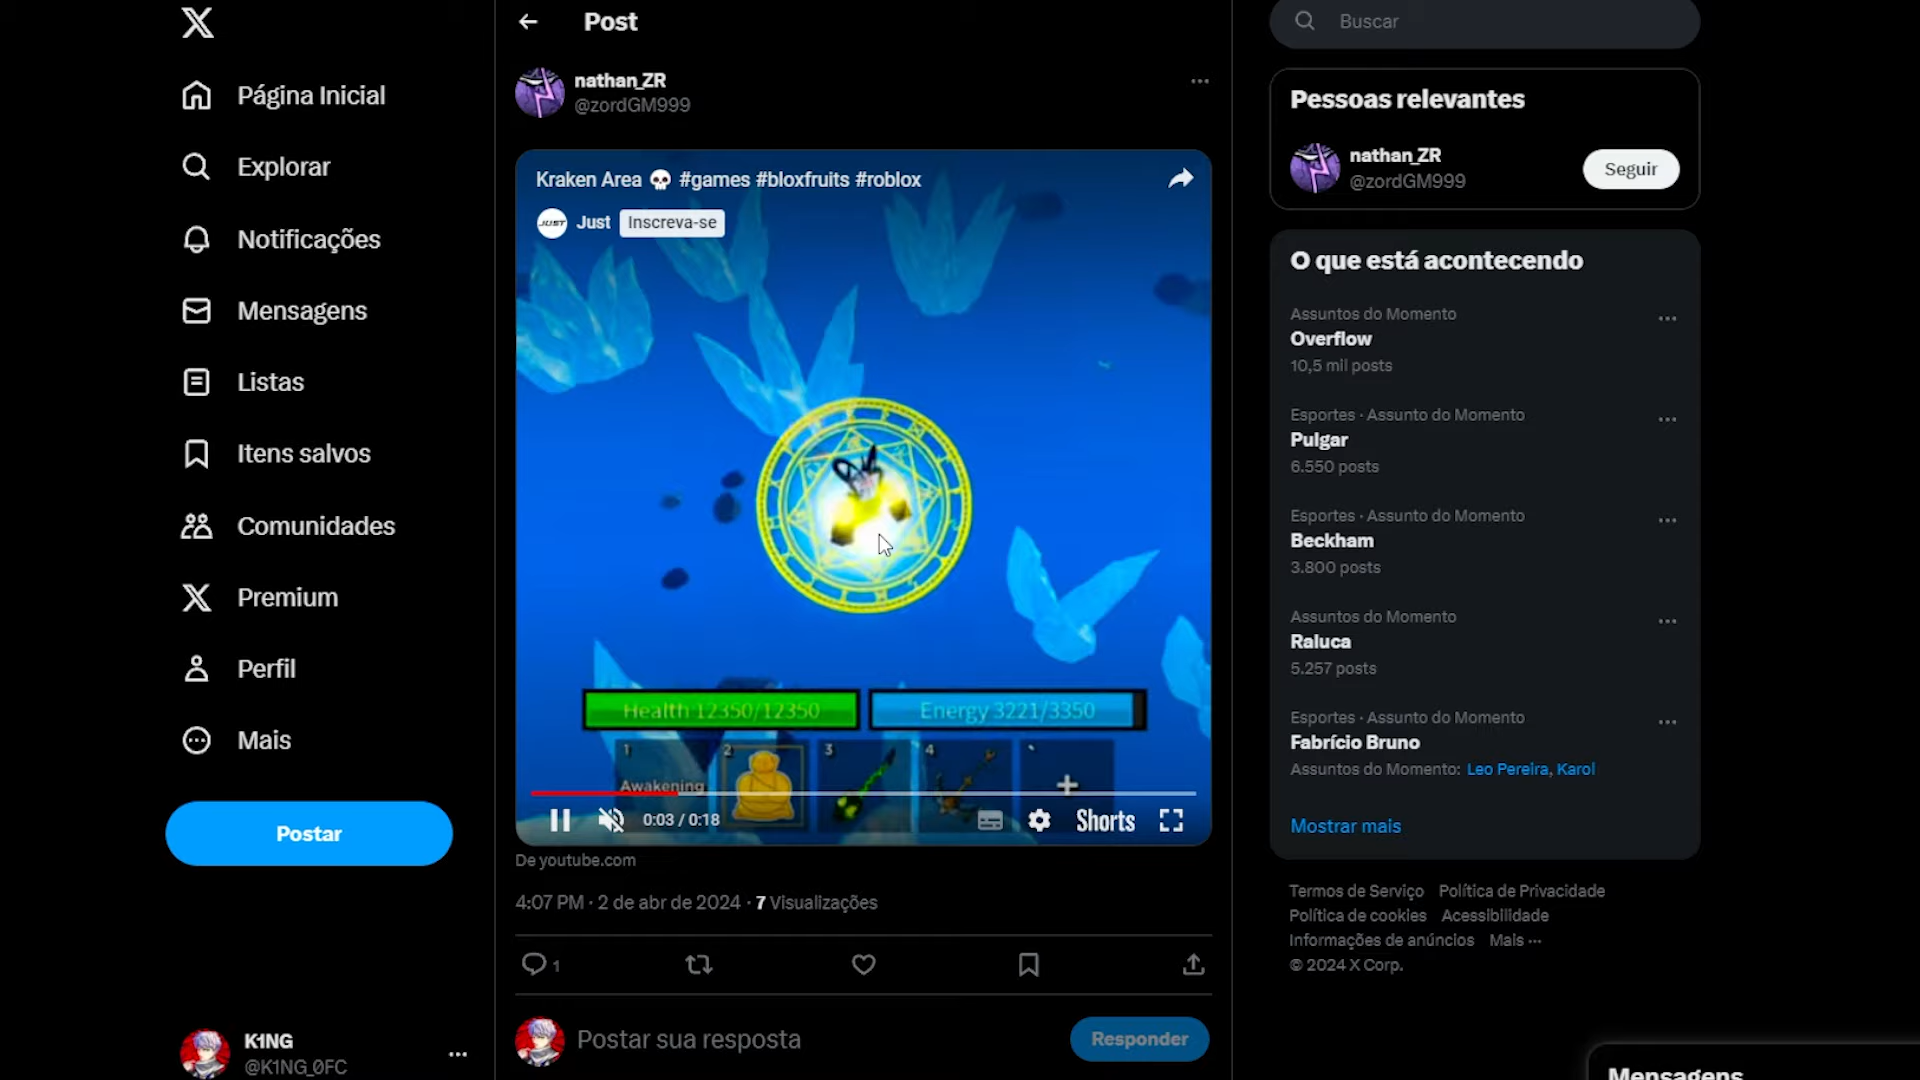 Página Inicial
Explorar
Notificações
Mensagens
Listas
Itens salvos
Comunidades
Premium
Perfil
Mais
Postar
K1NG
@K1NG_0FC
Post
nathan_ZR
@zordGM999
Kraken Area 💀 #games #bloxfruits #roblox
JUST
Just Inscreva-se
Health 12350/12350
Energy 3221/3350
1 2 3 4
Awakening
0:03 / 0:18
Shorts
De youtube.com
4:07 PM · 2 de abr de 2024 · 7 Visualizações
1
Postar sua resposta
Responder
Buscar
Pessoas relevantes
nathan_ZR
@zordGM999
Seguir
O que está acontecendo
Assuntos do Momento
Overflow
10,5 mil posts
Esportes · Assunto do Momento
Pulgar
6.550 posts
Esportes · Assunto do Momento
Beckham
3.800 posts
Assuntos do Momento
Raluca
5.257 posts
Esportes · Assunto do Momento
Fabrício Bruno
Assuntos do Momento: Leo Pereira, Karol
Mostrar mais
Termos de Serviço Política de Privacidade
Política de cookies Acessibilidade
Informações de anúncios Mais ···
© 2024 X Corp.
Mensagens